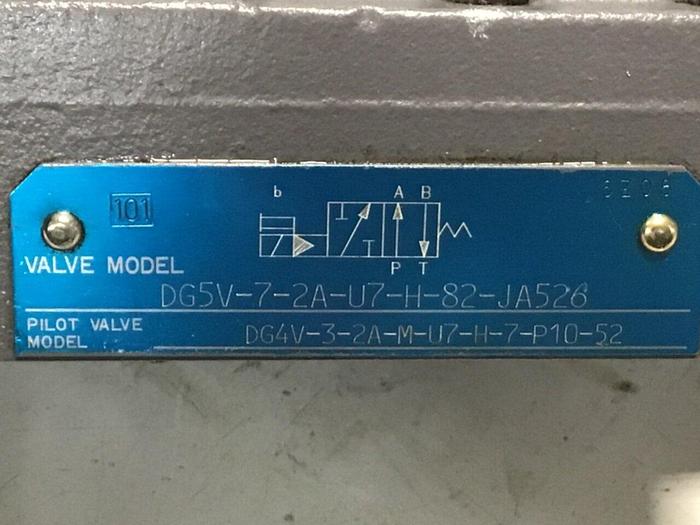 b A B
101
P T
VALVE MODEL
DG5V-7-2A-U7-H-82-JA526
PILOT VALVE
MODEL
DG4V-3-2A-M-U7-H-7-P10-52